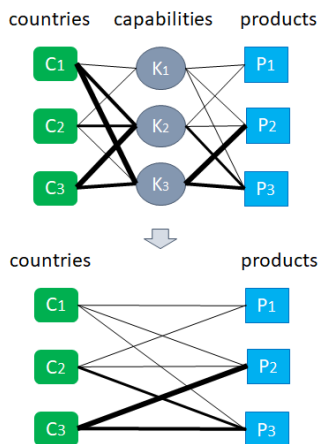 countries capabilities products
C1 K1 P1
C2 K2 P2
C3 K3 P3
countries products
C1 P1
C2 P2
C3 P3